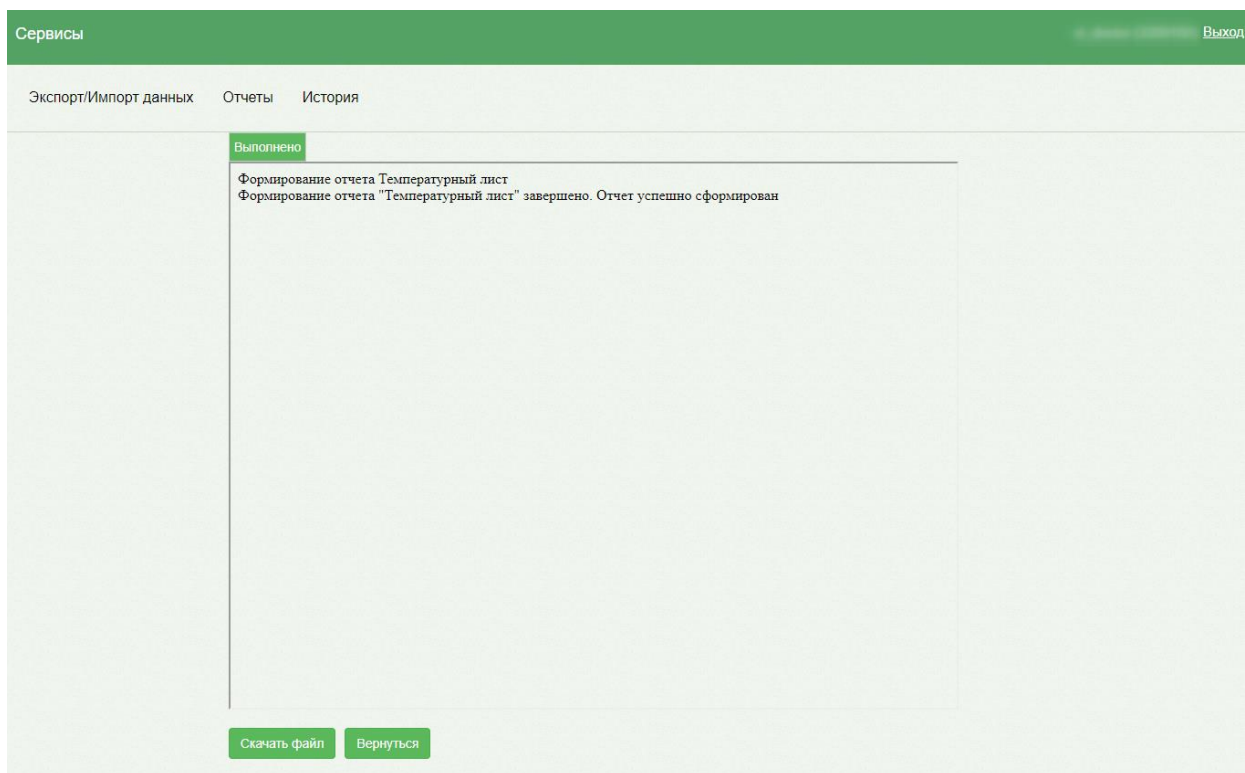 Сервисы
Выход
Экспорт/Импорт данных Отчеты История
Выполнено
Формирование отчета Температурный лист
Формирование отчета "Температурный лист" завершено. Отчет успешно сформирован
Скачать файл Вернуться